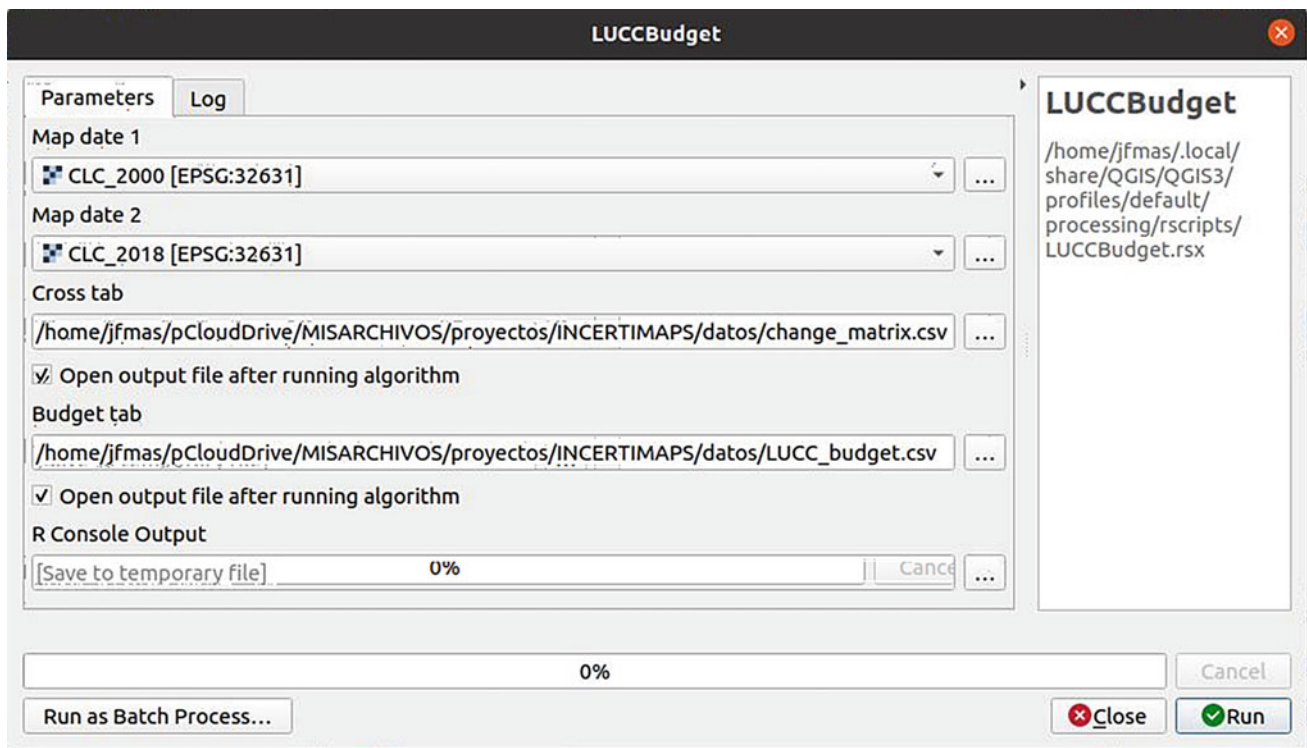 LUCCBudget
Parameters
Log
Map date 1
CLC_2000 [EPSG:32631]
...
Map date 2
CLC_2018 [EPSG:32631]
...
Cross tab
/home/jfmas/pCloudDrive/MISARCHIVOS/proyectos/INCERTIMAPS/datos/change_matrix.csv
...
Open output file after running algorithm
Budget tab
/home/jfmas/pCloudDrive/MISARCHIVOS/proyectos/INCERTIMAPS/datos/LUCC_budget.csv
...
Open output file after running algorithm
R Console Output
[Save to temporary file]
0%
Cance
...
LUCCBudget
/home/jfmas/.local/
share/QGIS/QGIS3/
profiles/default/
processing/rscripts/
LUCCBudget.rsx
0%
Cancel
Run as Batch Process...
Close
Run